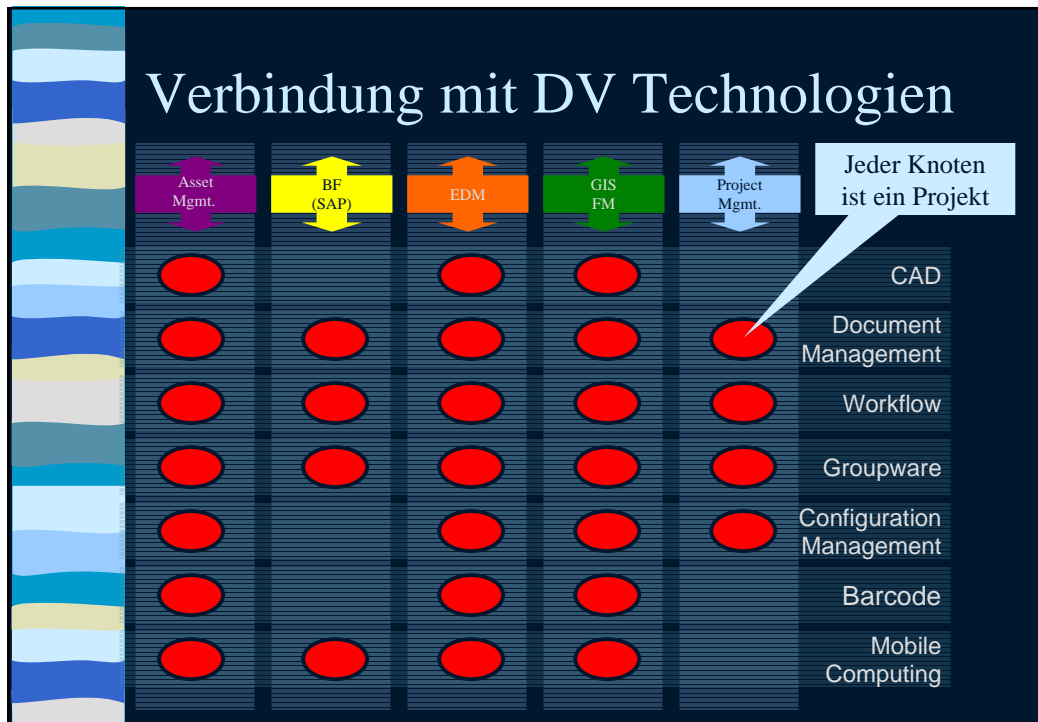 Verbindung mit DV Technologien
Asset
Mgmt.
BF
(SAP)
EDM
GIS
FM
Project
Mgmt.
Jeder Knoten
ist ein Projekt
CAD
Document
Management
Workflow
Groupware
Configuration
Management
Barcode
Mobile
Computing